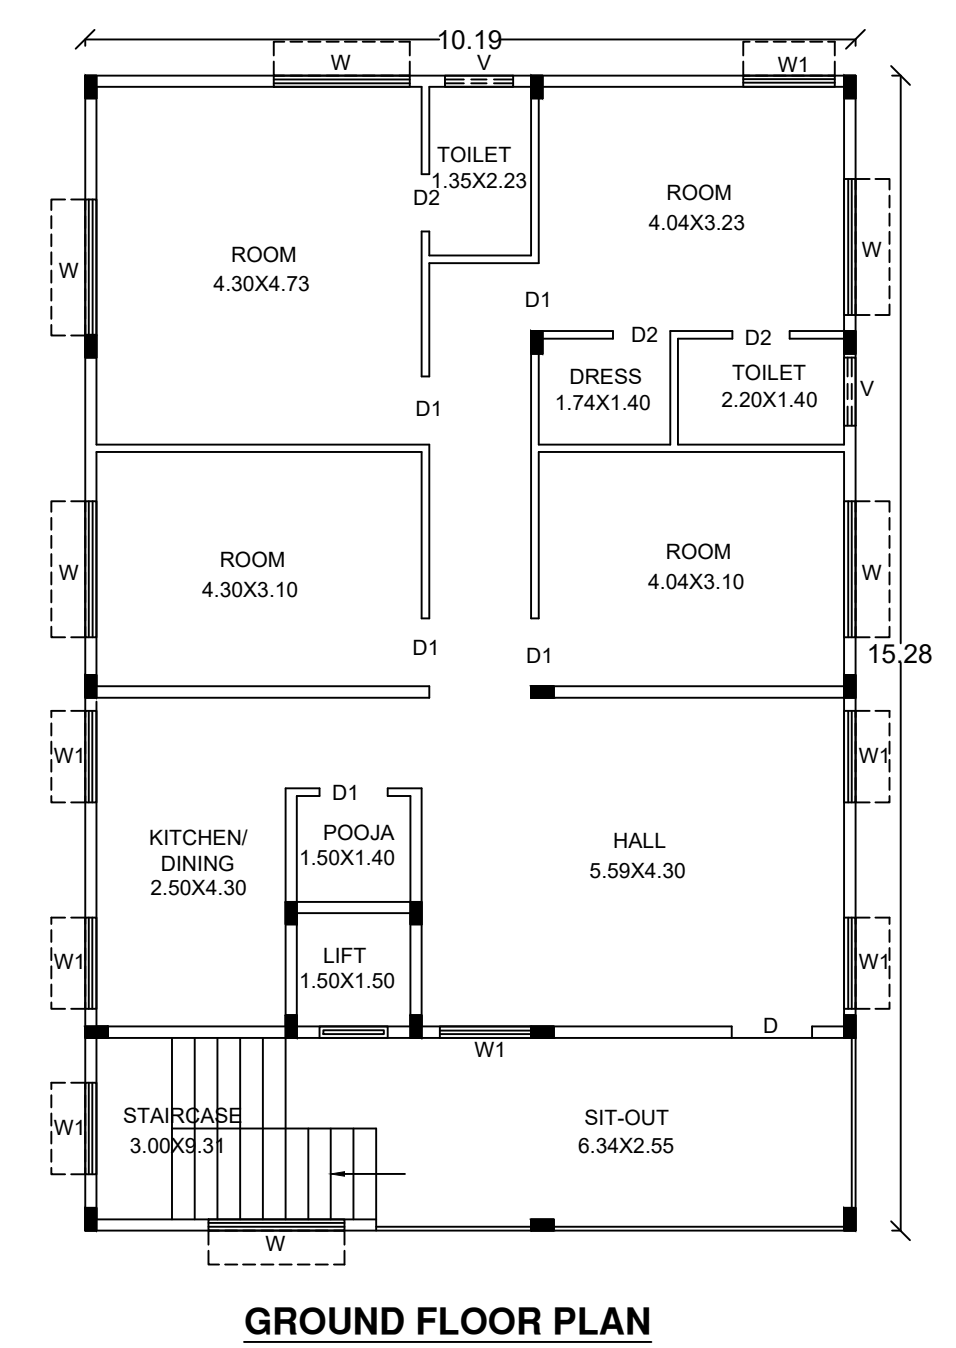 10.19
W
V
W1
TOILET
1.35X2.23
D2
ROOM
4.04X3.23
W
W
ROOM
4.30X4.73
D1
D2
D2
DRESS
1.74X1.40
TOILET
2.20X1.40
V
D1
ROOM
4.30X3.10
W
ROOM
4.04X3.10
W
D1
D1
15.28
W1
W1
D1
POOJA
1.50X1.40
KITCHEN/
DINING
2.50X4.30
HALL
5.59X4.30
LIFT
1.50X1.50
W1
W1
D
W1
STAIRCASE
3.00X9.31
W1
SIT-OUT
6.34X2.55
W
GROUND FLOOR PLAN